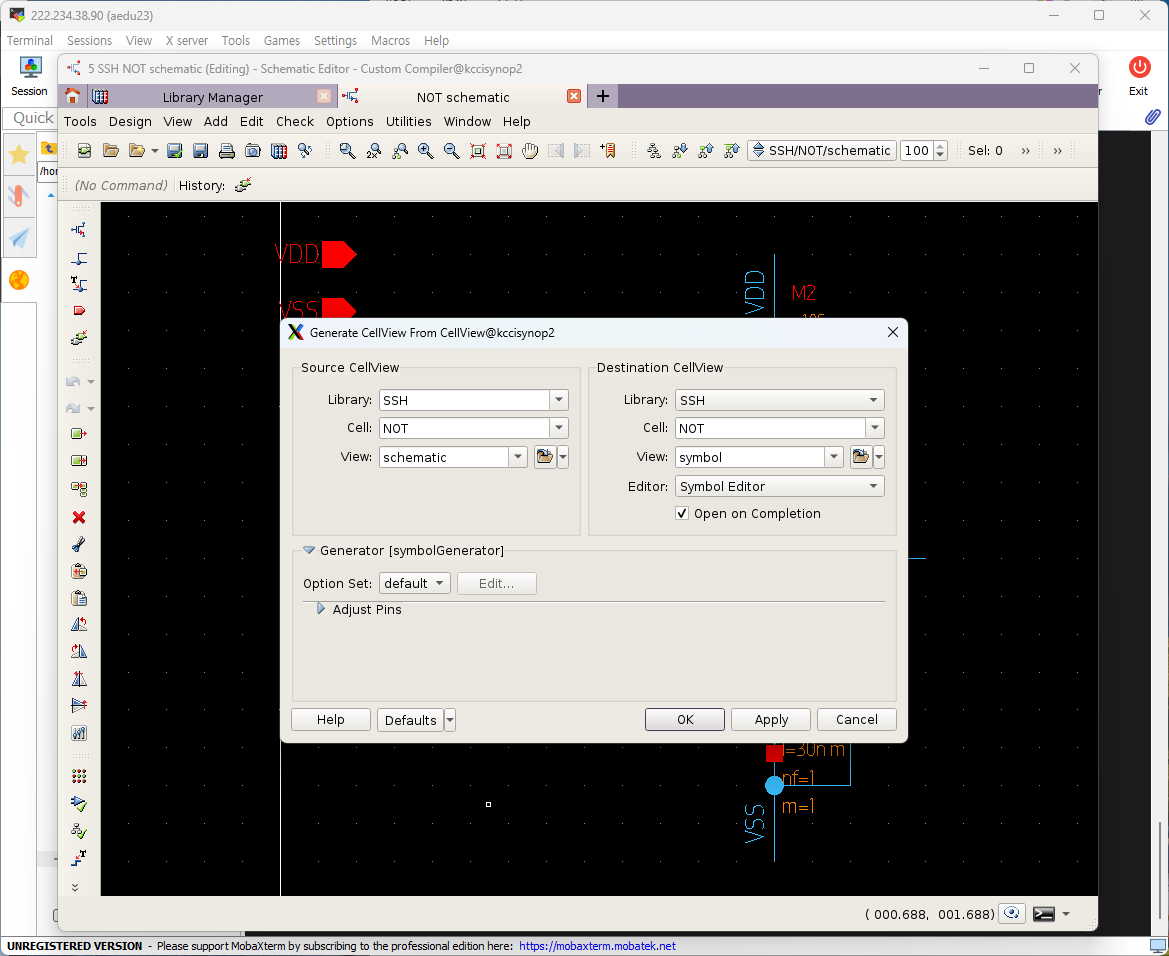 222.234.38.90 (aedu23)
Terminal Sessions View X server Tools Games Settings Macros Help
Session
Exit
Quick
/hor
5 SSH NOT schematic (Editing) - Schematic Editor - Custom Compiler@kccisynop2
Library Manager
NOT schematic
Tools Design View Add Edit Check Options Utilities Window Help
SSH/NOT/schematic 100 Sel: 0 » »
(No Command) History:
VDD
VSS
VDD
M2
Generate CellView From CellView@kccisynop2
Source CellView
Library: SSH
Cell: NOT
View: schematic
Destination CellView
Library: SSH
Cell: NOT
View: symbol
Editor: Symbol Editor
Open on Completion
Generator [symbolGenerator]
Option Set: default Edit...
Adjust Pins
Help Defaults OK Apply Cancel
l=30n m
nf=1
m=1
VSS
( 000.688, 001.688)
UNREGISTERED VERSION - Please support MobaXterm by subscribing to the professional edition here: https://mobaxterm.mobatek.net